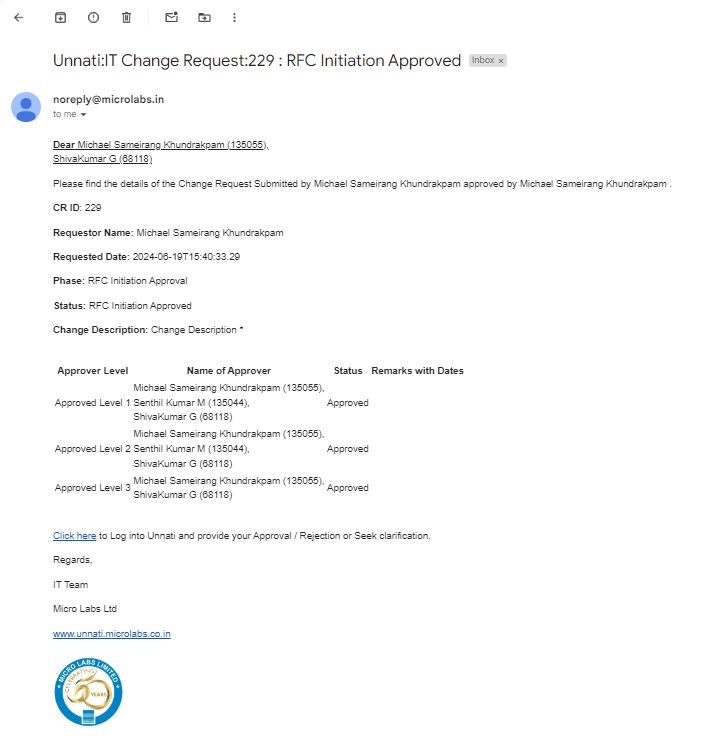 Unnati:IT Change Request:229 : RFC Initiation Approved Inbox x
noreply@microlabs.in
to me
Dear Michael Sameirang Khundrakpam (135055),
ShivaKumar G (68118)
Please find the details of the Change Request Submitted by Michael Sameirang Khundrakpam approved by Michael Sameirang Khundrakpam .
CR ID: 229
Requestor Name: Michael Sameirang Khundrakpam
Requested Date: 2024-06-19T15:40:33.29
Phase: RFC Initiation Approval
Status: RFC Initiation Approved
Change Description: Change Description *
Approver Level Name of Approver Status Remarks with Dates
Michael Sameirang Khundrakpam (135055),
Approved Level 1 Senthil Kumar M (135044), Approved
ShivaKumar G (68118)
Michael Sameirang Khundrakpam (135055),
Approved Level 2 Senthil Kumar M (135044), Approved
ShivaKumar G (68118)
Michael Sameirang Khundrakpam (135055),
Approved Level 3 Approved
ShivaKumar G (68118)
Click here to Log into Unnati and provide your Approval / Rejection or Seek clarification.
Regards,
IT Team
Micro Labs Ltd
www.unnati.microlabs.co.in
MICRO LABS LIMITED
CELEBRATING
50 YEARS